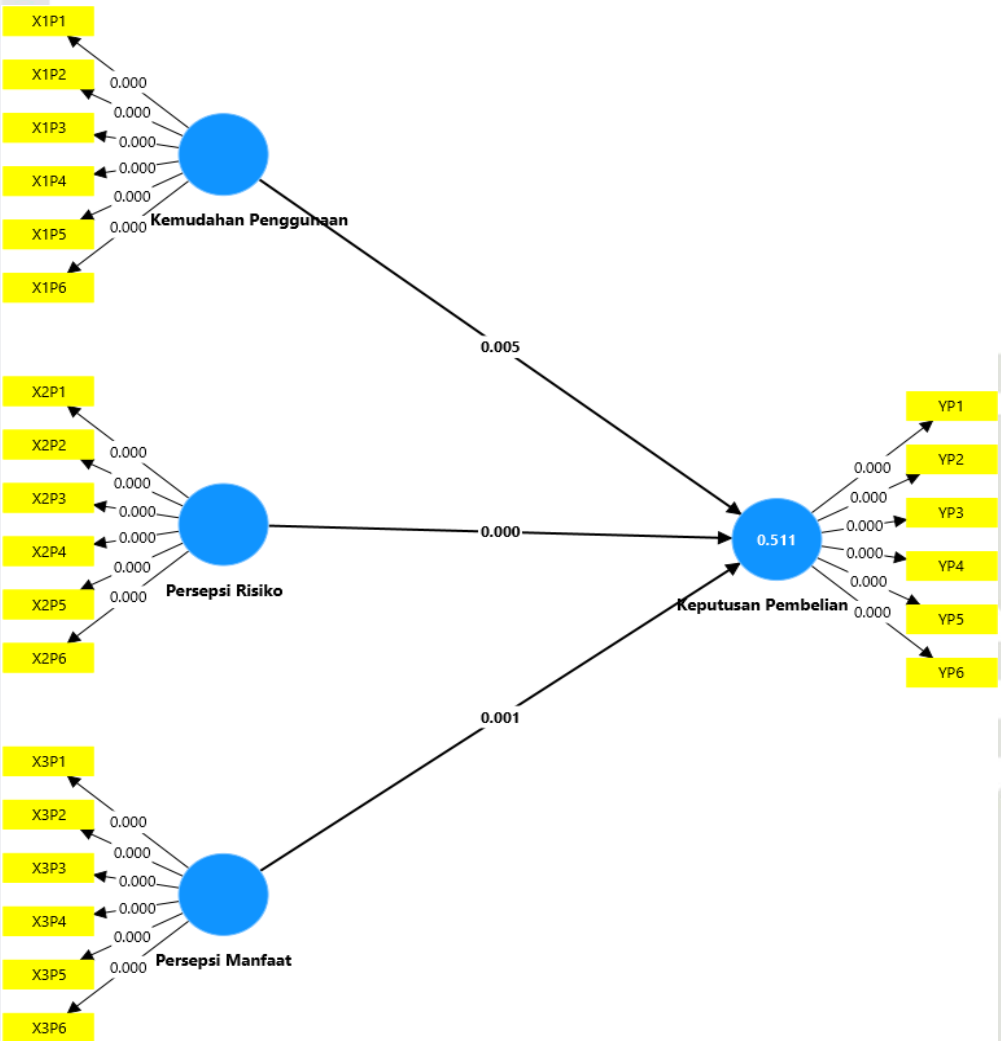 X1P1
0.000
X1P2
0.000
X1P3
0.000
X1P4
0.000
X1P5
0.000
X1P6
0.000
Kemudahan Penggunaan
0.005
X2P1
0.000
X2P2
0.000
X2P3
0.000
X2P4
0.000
X2P5
0.000
X2P6
0.000
Persepsi Risiko
0.000
X3P1
0.000
X3P2
0.000
X3P3
0.000
X3P4
0.000
X3P5
0.000
X3P6
0.000
Persepsi Manfaat
0.001
0.511
Keputusan Pembelian
YP1
0.000
YP2
0.000
YP3
0.000
YP4
0.000
YP5
0.000
YP6
0.000